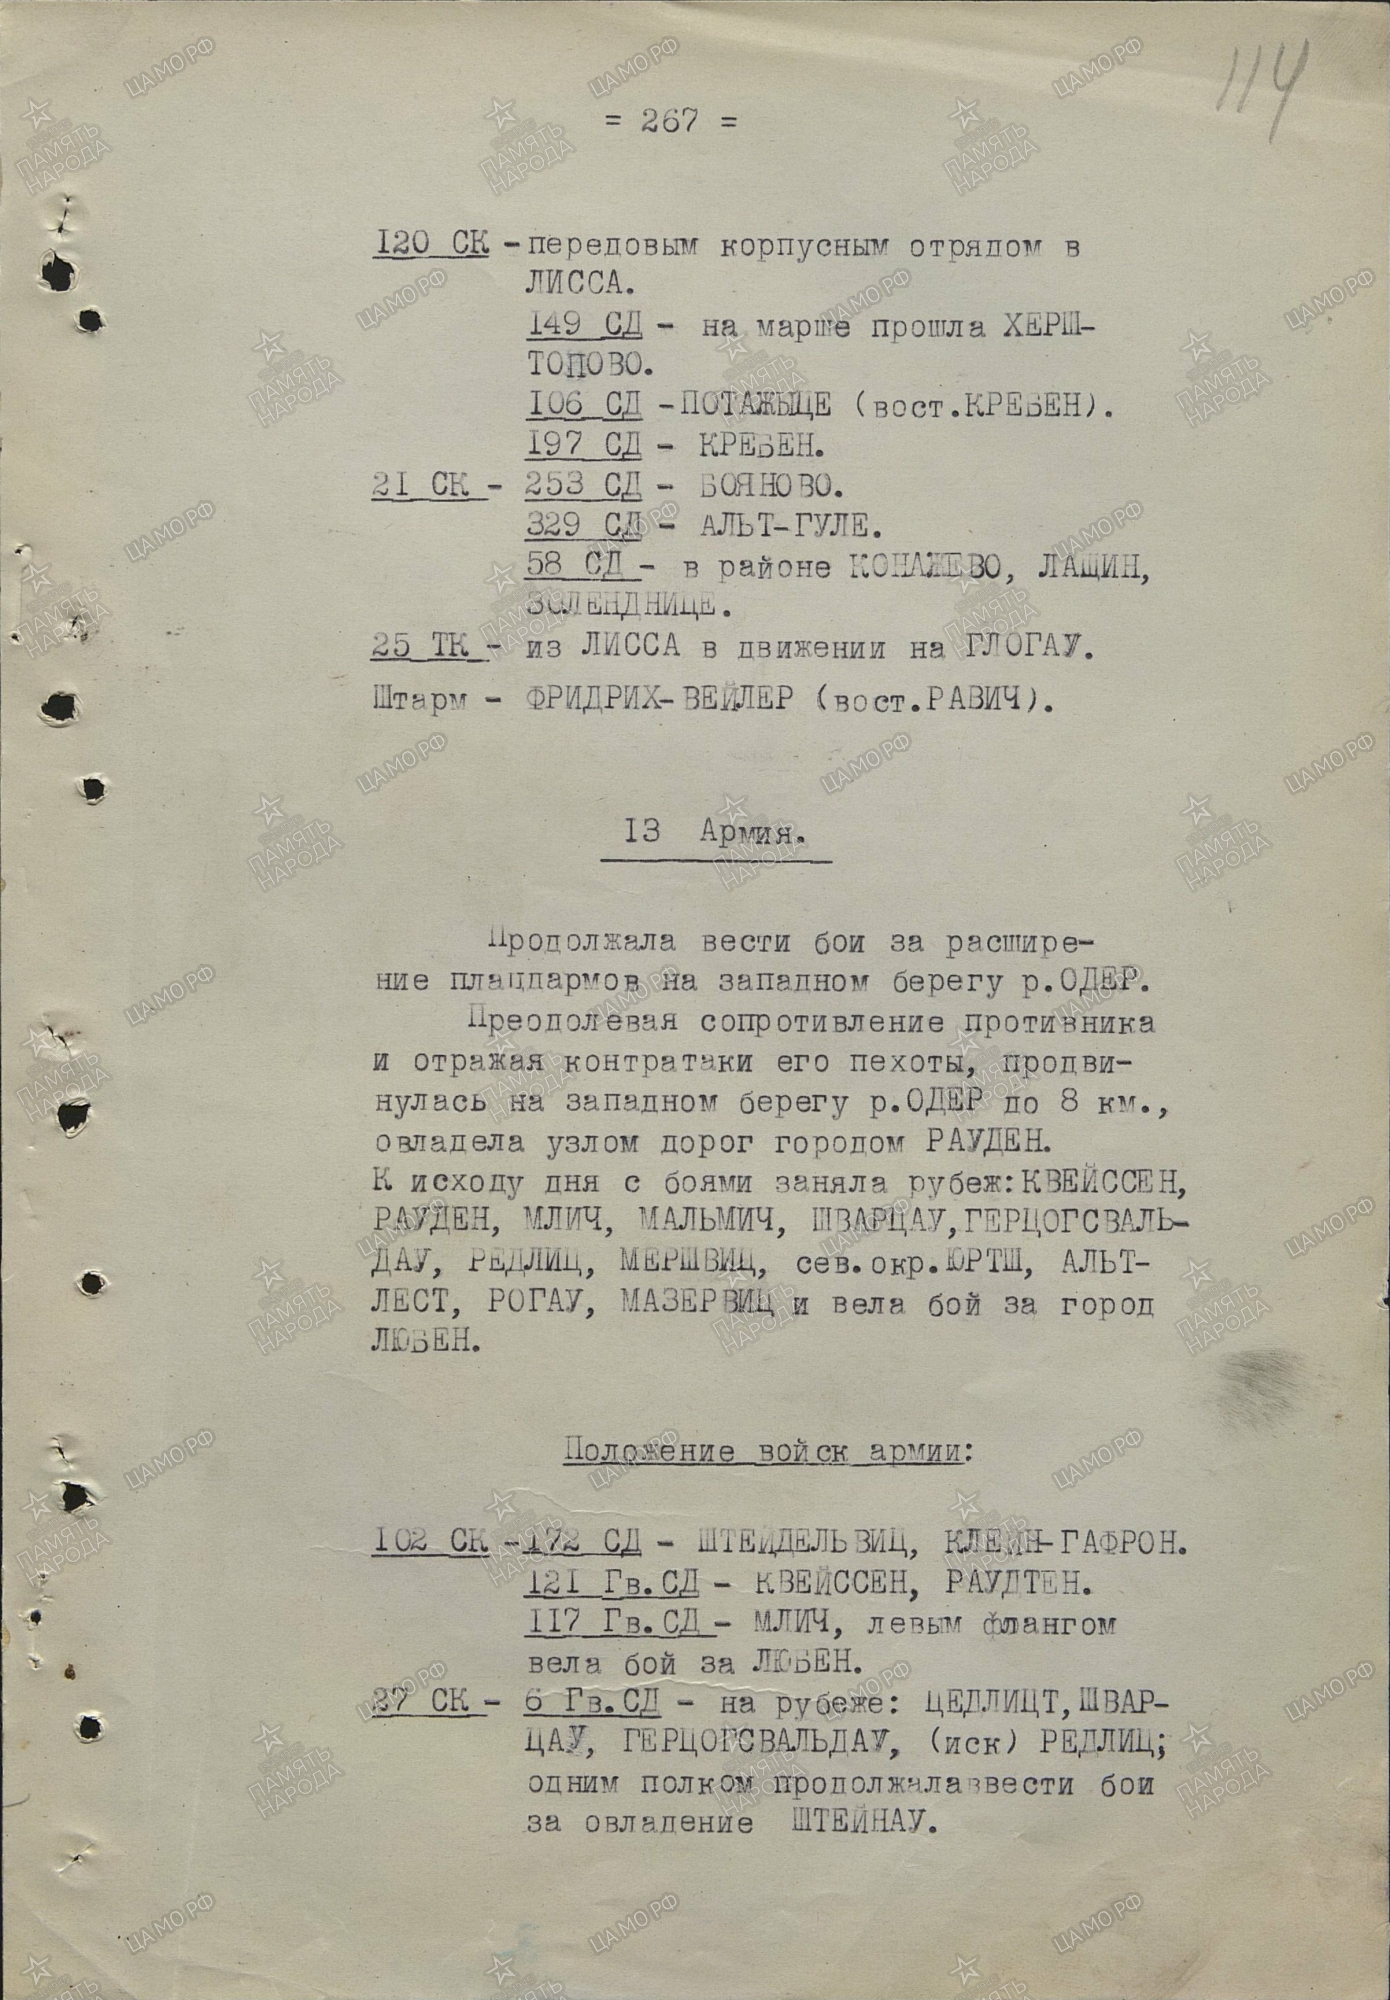 114
= 267 =
120 СК - передовым корпусным отрядом в
ЛИССА.
149 СД - на марше прошла ХЕРШ-
ТОПОВО.
106 СД - ПОТАЖЫЦЕ (вост.КРЕБЕН).
197 СД - КРЕБЕН.
21 СК - 253 СД - БОЯНОВО.
329 СД - АЛЬТ-ГУЛЕ.
58 СД - в районе КОНАЖЕВО, ЛАЩИН,
ЗОЛЕНДНИЦЕ.
25 ТК - из ЛИССА в движении на ГЛОГАУ.
Штарм - ФРИДРИХ-ВЕЙЛЕР (вост.РАВИЧ).
13 Армия.
Продолжала вести бои за расшире-
ние плацдармов на западном берегу р.ОДЕР.
Преодолевая сопротивление противника
и отражая контратаки его пехоты, продви-
нулась на западном берегу р.ОДЕР до 8 км.,
овладела узлом дорог городом РАУДЕН.
К исходу дня с боями заняла рубеж: КВЕЙССЕН,
РАУДЕН, МЛИЧ, МАЛЬМИЧ, ШВАРЦАУ, ГЕРЦОГСВАЛЬ-
ДАУ, РЕДЛИЦ, МЕРШВИЦ, сев.окр.ЮРТШ, АЛЬТ-
ЛЕСТ, РОГАУ, МАЗЕРВИЦ и вела бой за город
ЛЮБЕН.
Положение войск армии:
102 СК - 172 СД - ШТЕЙДЕЛЬВИЦ, КЛЕЙН-ГАФРОН.
121 Гв.СД - КВЕЙССЕН, РАУДТЕН.
117 Гв.СД - МЛИЧ, левым флангом
вела бой за ЛЮБЕН.
27 СК - 6 Гв.СД - на рубеже: ЦЕДЛИЦТ, ШВАР-
ЦАУ, ГЕРЦОГСВАЛЬДАУ, (иск) РЕДЛИЦ;
одним полком продолжалаввести бои
за овладение ШТЕЙНАУ.